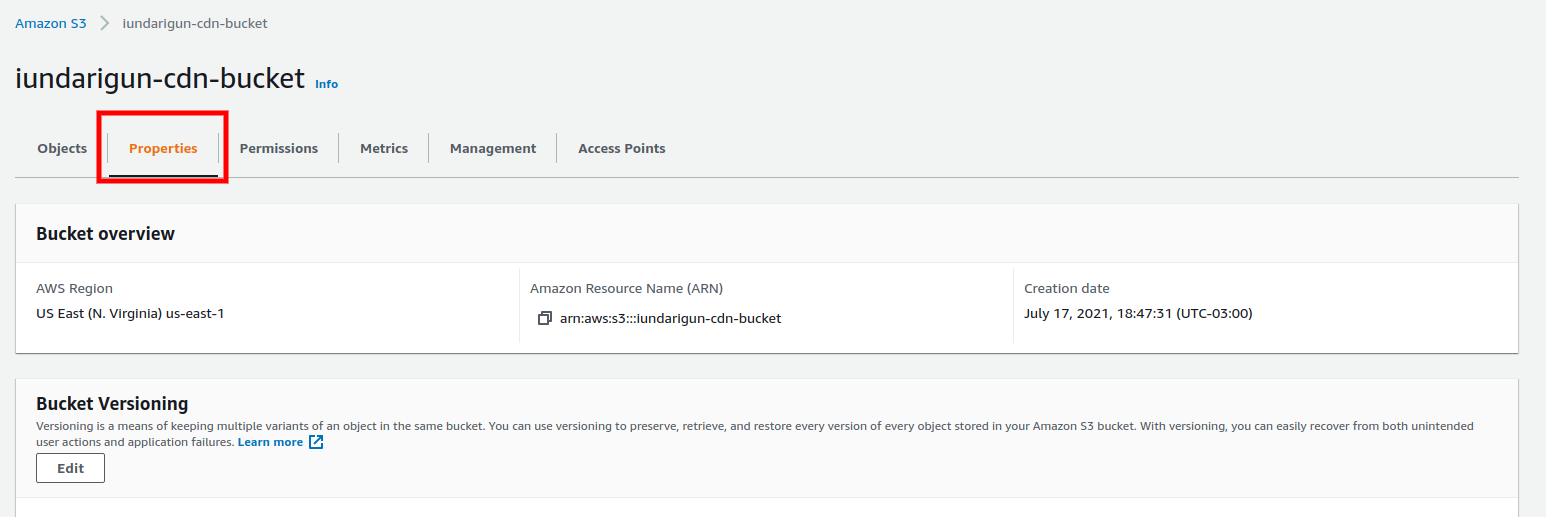 Amazon S3 > iundarigun-cdn-bucket
iundarigun-cdn-bucket Info
Objects Properties Permissions Metrics Management Access Points
Bucket overview
AWS Region Amazon Resource Name (ARN) Creation date
US East (N. Virginia) us-east-1 arn:aws:s3:::iundarigun-cdn-bucket July 17, 2021, 18:47:31 (UTC-03:00)
Bucket Versioning
Versioning is a means of keeping multiple variants of an object in the same bucket. You can use versioning to preserve, retrieve, and restore every version of every object stored in your Amazon S3 bucket. With versioning, you can easily recover from both unintended
user actions and application failures. Learn more
Edit